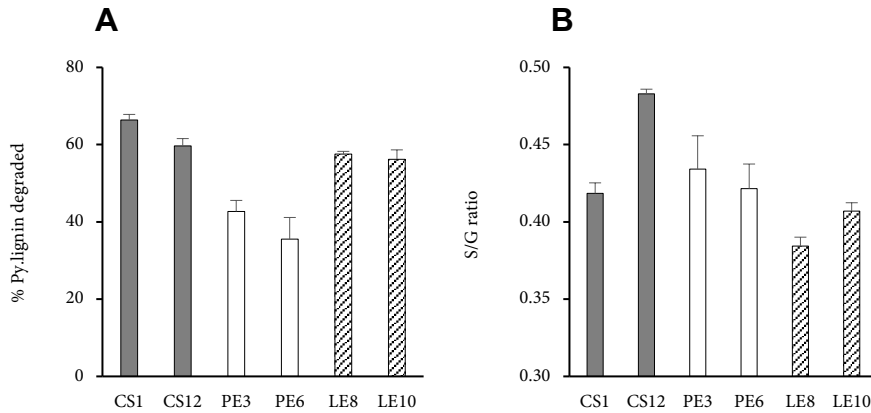 A
% Py.lignin degraded
80
60
40
20
0
CS1 CS12 PE3 PE6 LE8 LE10
B
S/G ratio
0.50
0.45
0.40
0.35
0.30
CS1 CS12 PE3 PE6 LE8 LE10